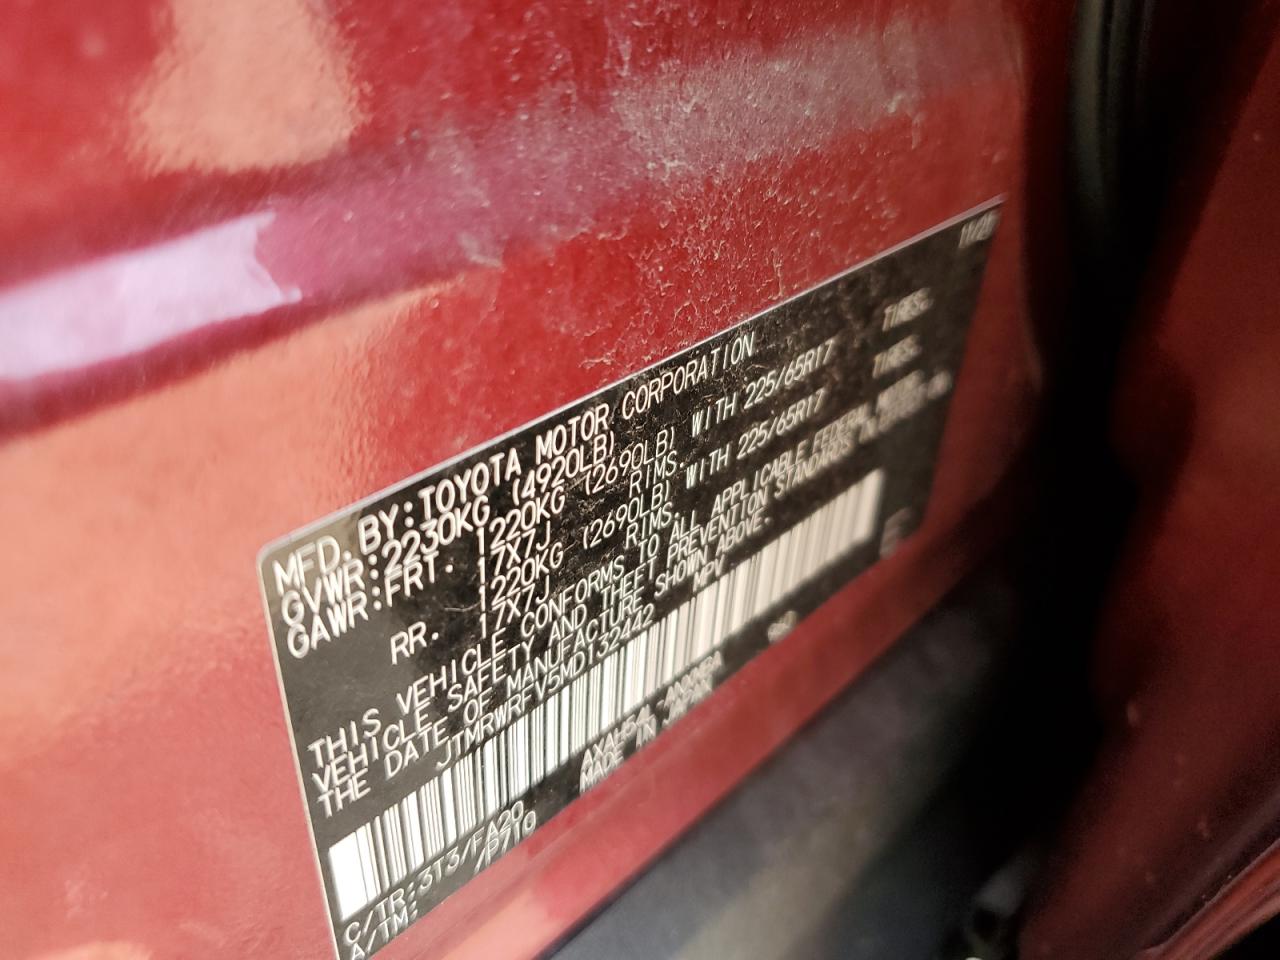 MFD. BY: TOYOTA MOTOR CORPORATION
GVWR: 2230KG (4920LB)
GAWR: FRT. 1220KG (2690LB) WITH 225/65R17 TIRES.
17X7J RIMS.
RR. 1220KG (2690LB) WITH 225/65R17 TIRES.
17X7J RIMS.
THIS VEHICLE CONFORMS TO ALL APPLICABLE FEDERAL
VEHICLE SAFETY AND THEFT PREVENTION STANDARDS IN
THE DATE OF MANUFACTURE SHOWN ABOVE.
JTMRWRFV5MD132442 MPV
C/TR: 3T3/FA20
A/TM: /P710
MADE IN JAPAN